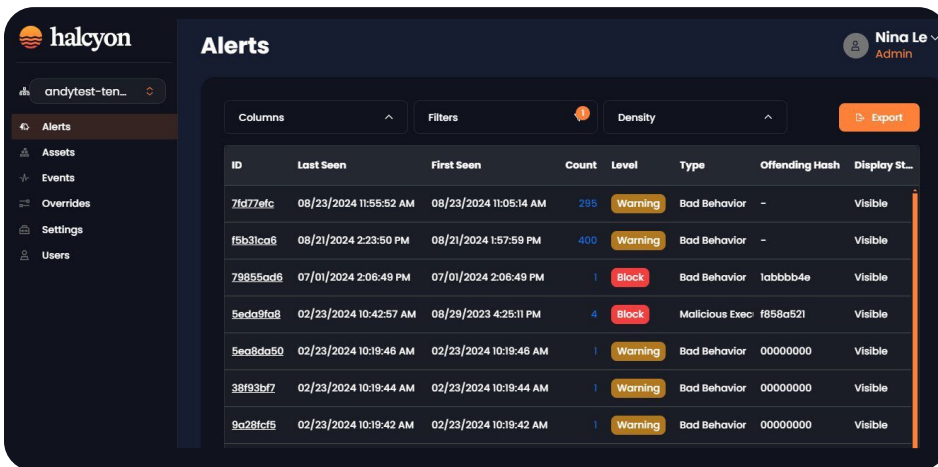 halcyon
Alerts
Nina Le
Admin
andytest-ten...
Alerts
Assets
Events
Overrides
Settings
Users
Columns Filters 1 Density Export
ID Last Seen First Seen Count Level Type Offending Hash Display St...
7fd77efc 08/23/2024 11:55:52 AM 08/23/2024 11:05:14 AM 295 Warning Bad Behavior - Visible
f5b31ca6 08/21/2024 2:23:50 PM 08/21/2024 1:57:59 PM 400 Warning Bad Behavior - Visible
79855ad6 07/01/2024 2:06:49 PM 07/01/2024 2:06:49 PM 1 Block Bad Behavior 1abbbb4e Visible
5eda9fa8 02/23/2024 10:42:57 AM 08/29/2023 4:25:11 PM 4 Block Malicious Exec f858a521 Visible
5ea8da50 02/23/2024 10:19:46 AM 02/23/2024 10:19:46 AM 1 Warning Bad Behavior 00000000 Visible
38f93bf7 02/23/2024 10:19:44 AM 02/23/2024 10:19:44 AM 1 Warning Bad Behavior 00000000 Visible
9a28fcf5 02/23/2024 10:19:42 AM 02/23/2024 10:19:42 AM 1 Warning Bad Behavior 00000000 Visible